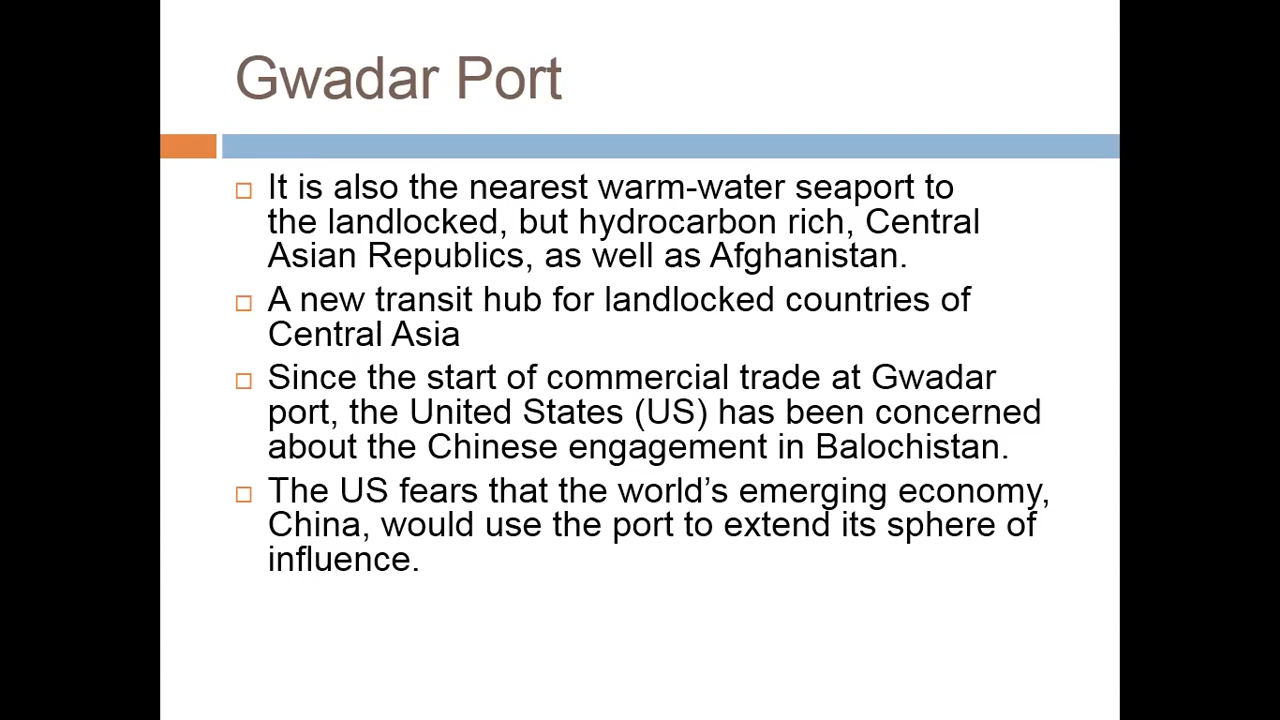 Gwadar Port
It is also the nearest warm-water seaport to
the landlocked, but hydrocarbon rich, Central
Asian Republics, as well as Afghanistan.
A new transit hub for landlocked countries of
Central Asia
Since the start of commercial trade at Gwadar
port, the United States (US) has been concerned
about the Chinese engagement in Balochistan.
The US fears that the world’s emerging economy,
China, would use the port to extend its sphere of
influence.